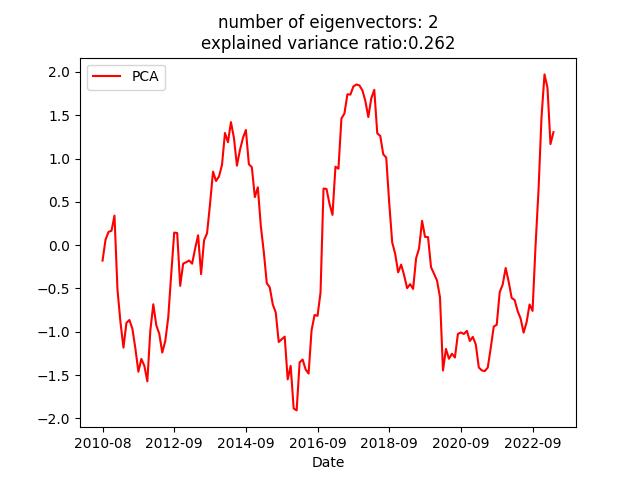 number of eigenvectors: 2
explained variance ratio:0.262
PCA
2.0
1.5
1.0
0.5
0.0
−0.5
−1.0
−1.5
−2.0
2010-08 2012-09 2014-09 2016-09 2018-09 2020-09 2022-09
Date